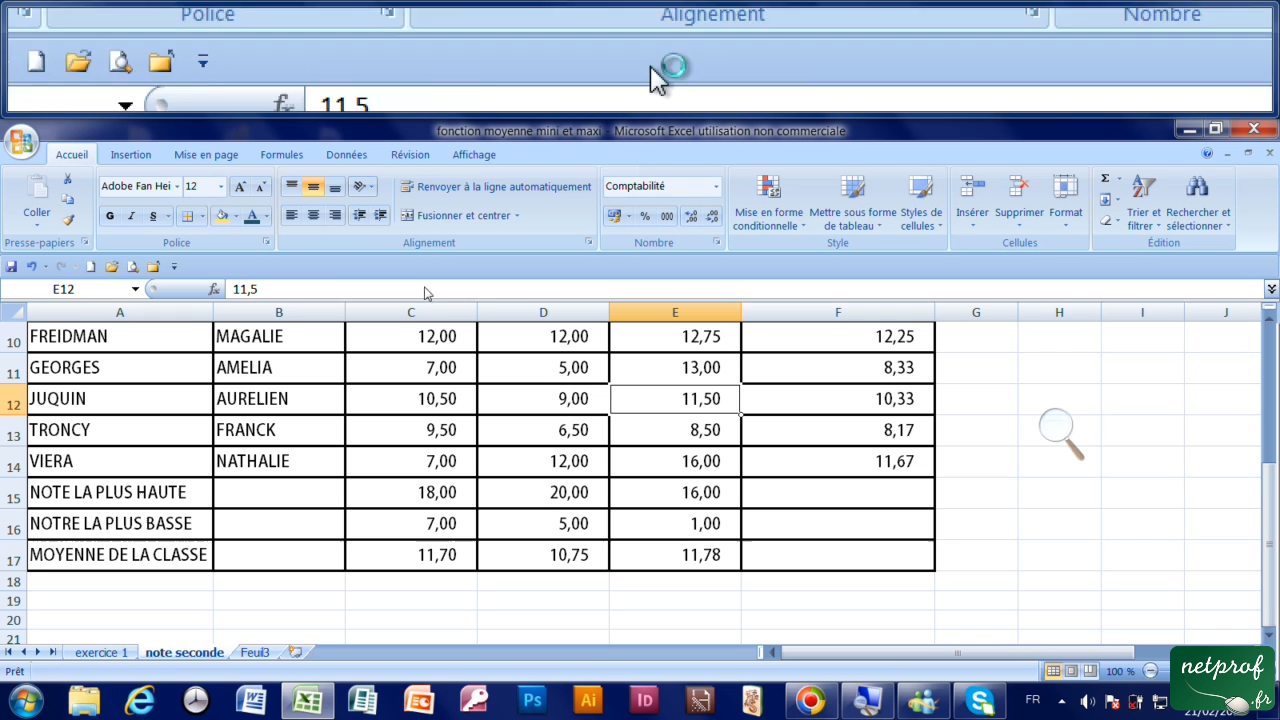 Police Alignement Nombre
11,5
fonction moyenne mini et maxi - Microsoft Excel utilisation non commerciale
Accueil Insertion Mise en page Formules Données Révision Affichage
Adobe Fan Hei 12 Renvoyer à la ligne automatiquement Comptabilité
Coller G I S A Fusionner et centrer % 000 Mise en forme conditionnelle Mettre sous forme de tableau Styles de cellules Insérer Supprimer Format Σ Trier et filtrer Rechercher et sélectionner
Presse-papiers Police Alignement Nombre Style Cellules Édition
E12 fx 11,5
A B C D E F G H I J
10 FREIDMAN MAGALIE 12,00 12,00 12,75 12,25
11 GEORGES AMELIA 7,00 5,00 13,00 8,33
12 JUQUIN AURELIEN 10,50 9,00 11,50 10,33
13 TRONCY FRANCK 9,50 6,50 8,50 8,17
14 VIERA NATHALIE 7,00 12,00 16,00 11,67
15 NOTE LA PLUS HAUTE 18,00 20,00 16,00
16 NOTRE LA PLUS BASSE 7,00 5,00 1,00
17 MOYENNE DE LA CLASSE 11,70 10,75 11,78
18
19
20
21
exercice 1 note seconde Feuil3
Prêt 100 %
netprof .fr
Ps Ai Id FR